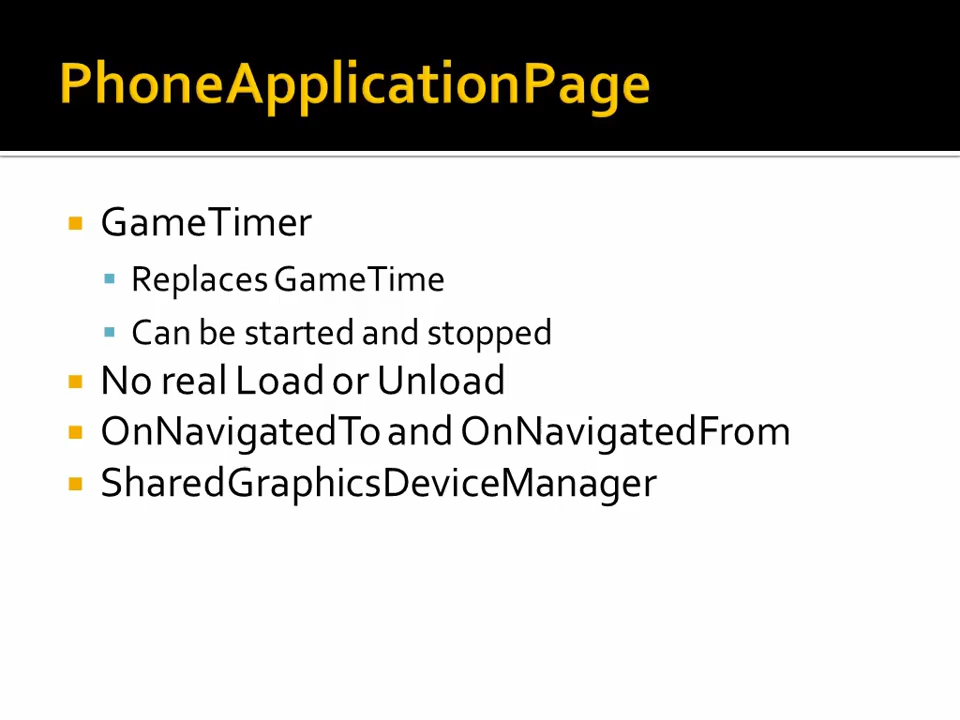 PhoneApplicationPage
GameTimer
Replaces GameTime
Can be started and stopped
No real Load or Unload
OnNavigatedTo and OnNavigatedFrom
SharedGraphicsDeviceManager